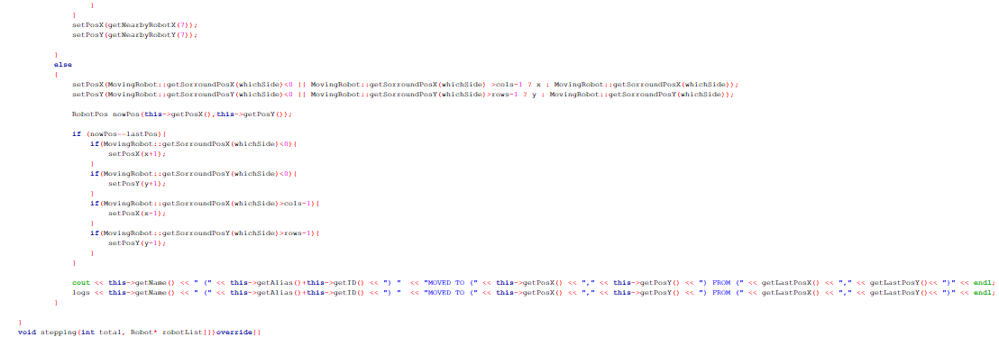 }
}
setPosX(getNearbyRobotX(7));
setPosY(getNearbyRobotY(7));
}
else
{
setPosX(MovingRobot::getSorroundPosX(whichSide)<0 || MovingRobot::getSorroundPosX(whichSide) >cols-1 ? x : MovingRobot::getSorroundPosX(whichSide));
setPosY(MovingRobot::getSorroundPosY(whichSide)<0 || MovingRobot::getSorroundPosY(whichSide)>rows-1 ? y : MovingRobot::getSorroundPosY(whichSide));
RobotPos nowPos(this->getPosX(),this->getPosY());
if (nowPos==lastPos){
if(MovingRobot::getSorroundPosX(whichSide)<0){
setPosX(x+1);
}
if(MovingRobot::getSorroundPosY(whichSide)<0){
setPosY(y+1);
}
if(MovingRobot::getSorroundPosX(whichSide)>cols-1){
setPosX(x-1);
}
if(MovingRobot::getSorroundPosY(whichSide)>rows-1){
setPosY(y-1);
}
}
cout << this->getName() << " (" << this->getAlias()+this->getID() << ") " << "MOVED TO (" << this->getPosX() << "," << this->getPosY() << ") FROM (" << getLastPosX() << "," << getLastPosY()<< ")" << endl;
logs << this->getName() << " (" << this->getAlias()+this->getID() << ") " << "MOVED TO (" << this->getPosX() << "," << this->getPosY() << ") FROM (" << getLastPosX() << "," << getLastPosY()<< ")" << endl;
}
}
void stepping(int total, Robot* robotList[])override{}